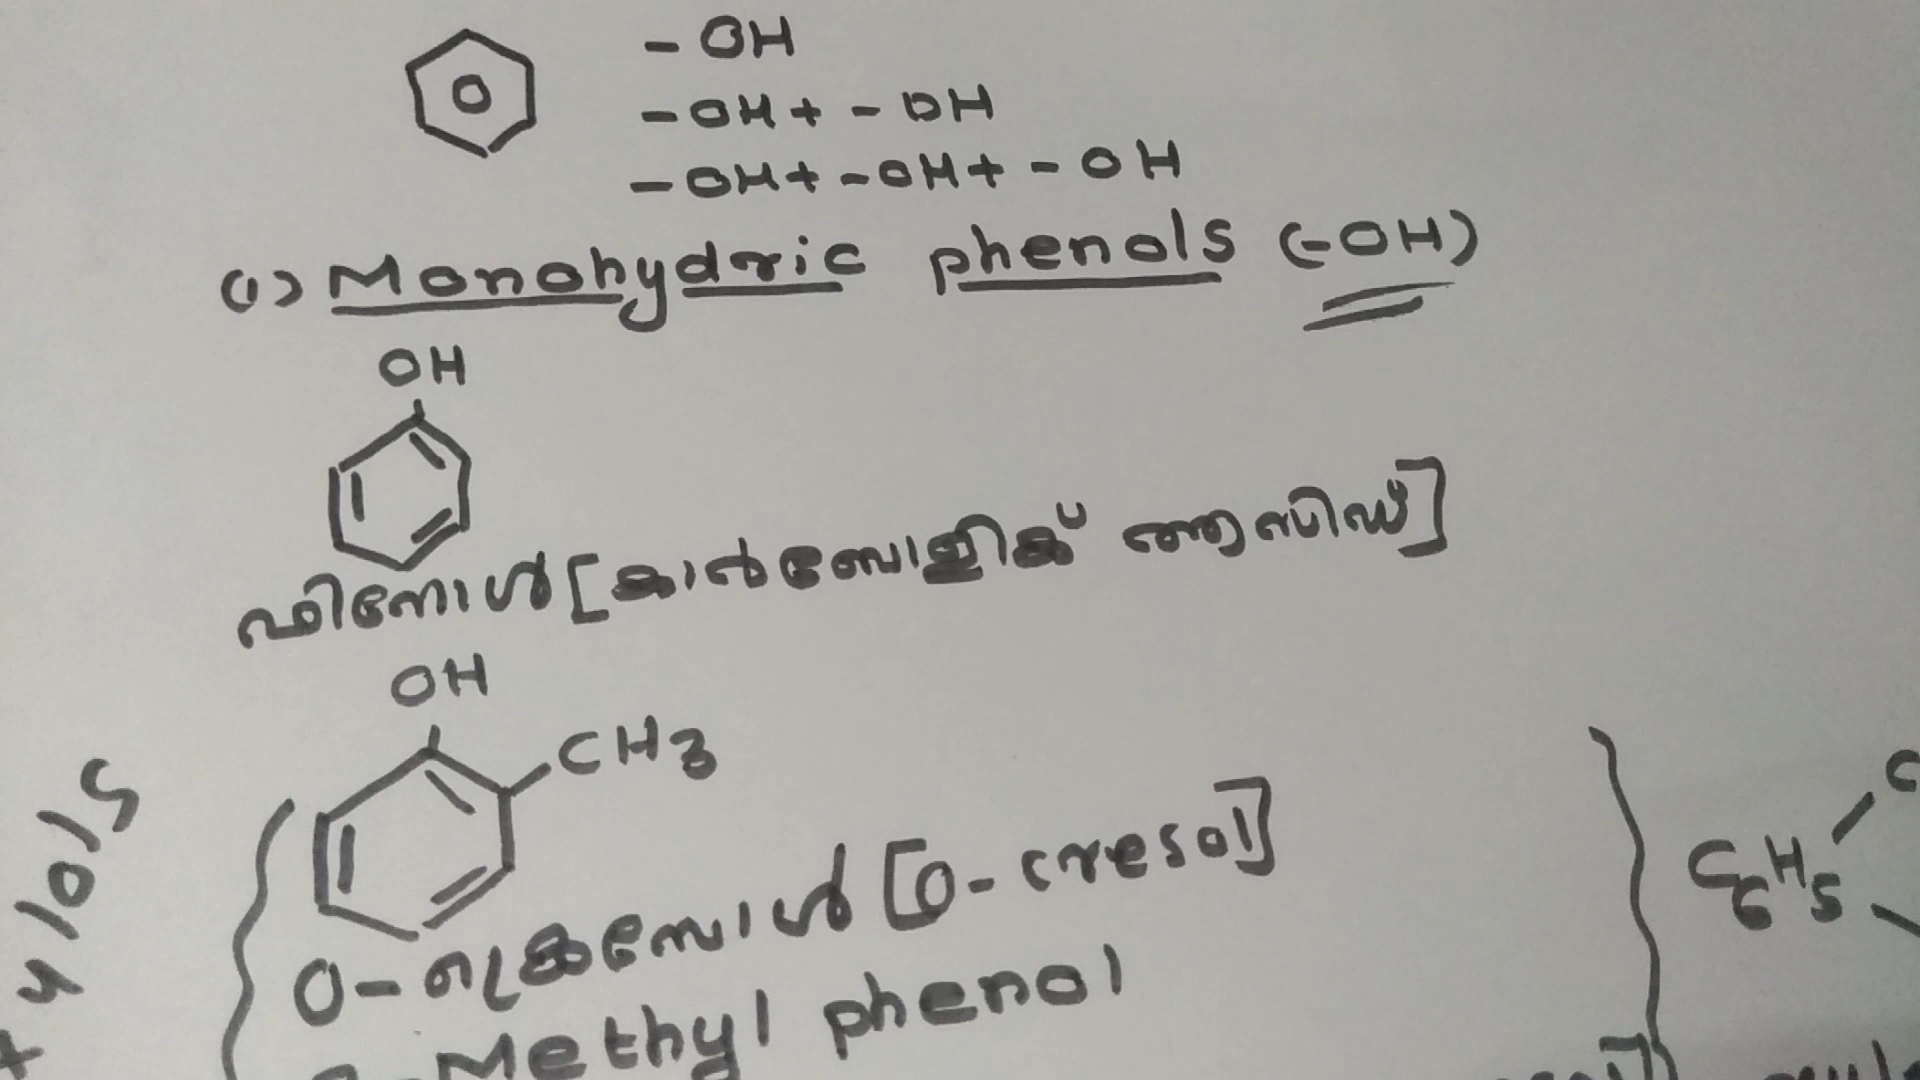 -OH
-OH + -OH
-OH + -OH + -OH
(1) Monohydric phenols (-OH)
OH
ഫിനോൾ [കാർബോളിക് ആസിഡ്]
OH
CH3
O-ക്രെസോൾ [O-cresol]
Methyl phenol
C6H5